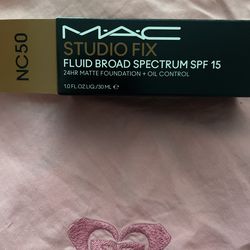 NC50
MAC
STUDIO FIX
FLUID BROAD SPECTRUM SPF 15
24HR MATTE FOUNDATION + OIL CONTROL
1.0 FL.OZ.LIQ./30 ML ℮